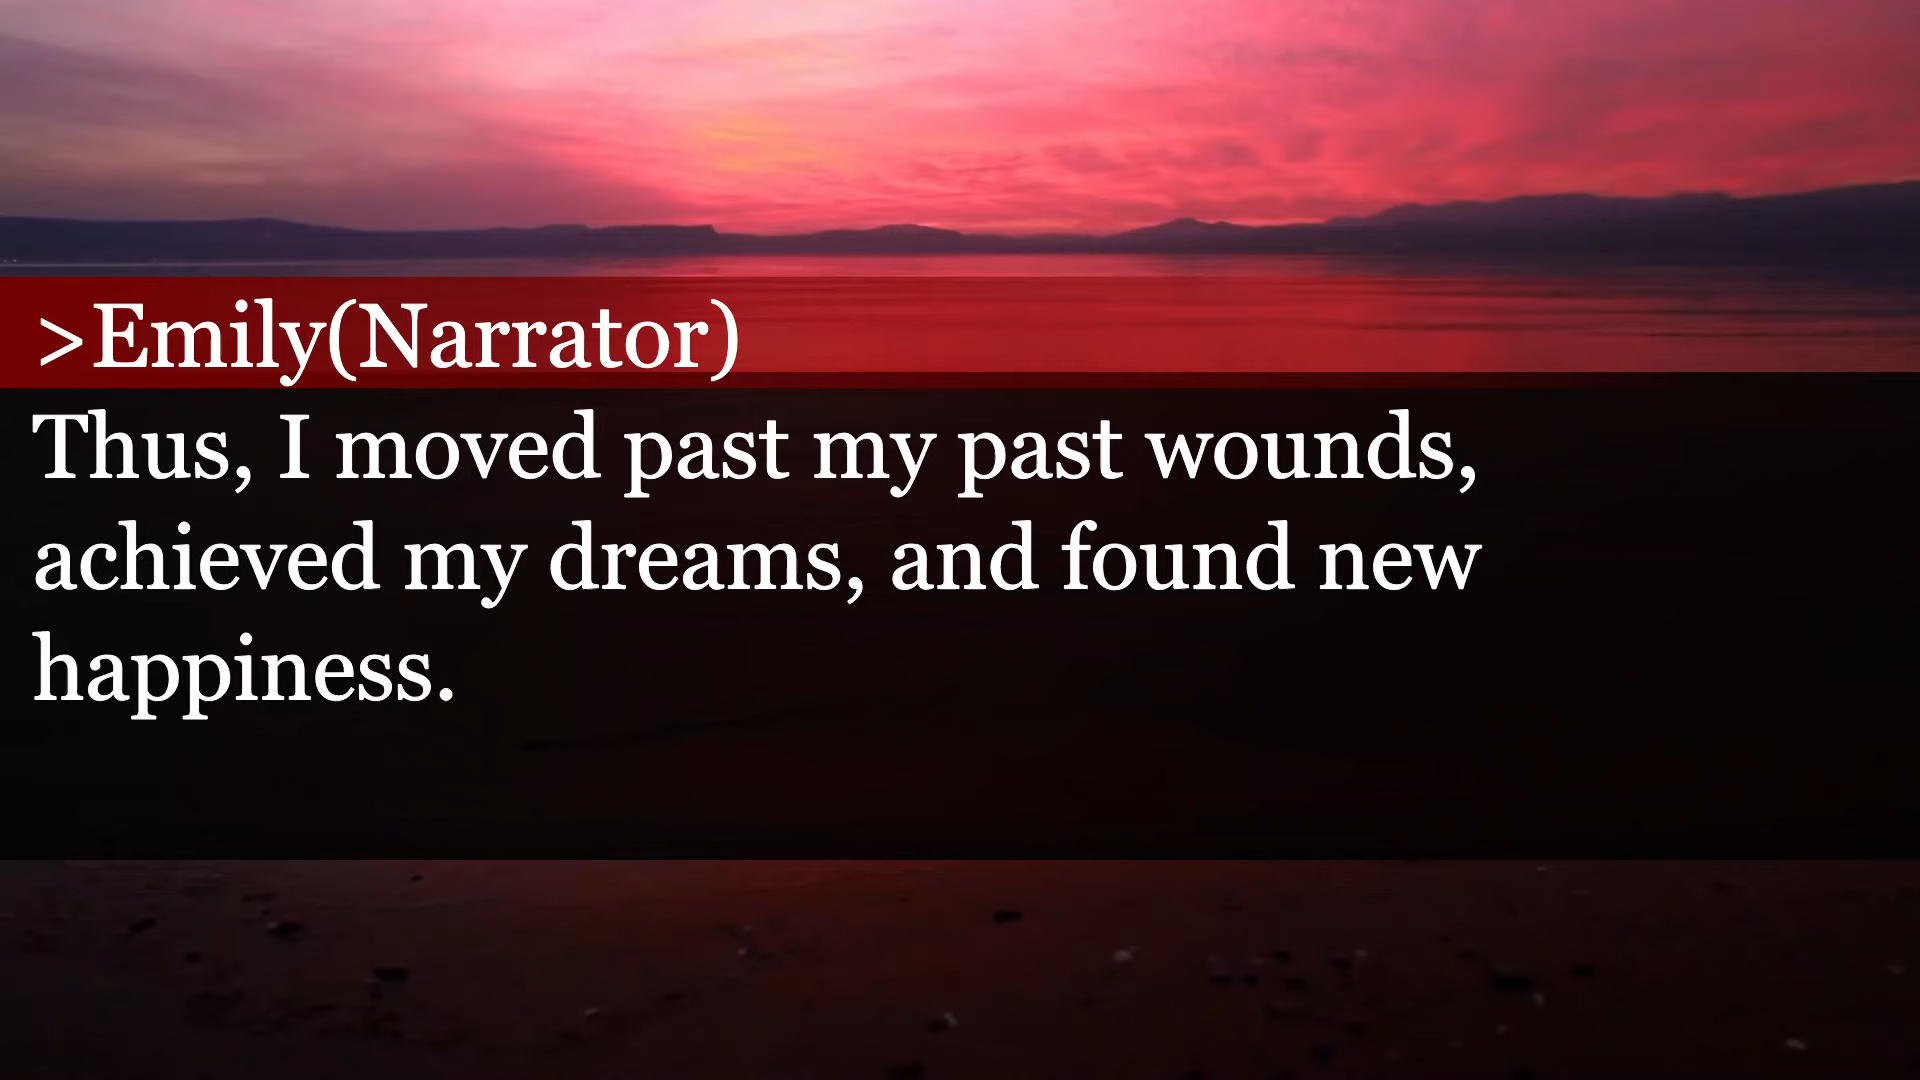 >Emily(Narrator)
Thus, I moved past my past wounds,
achieved my dreams, and found new
happiness.